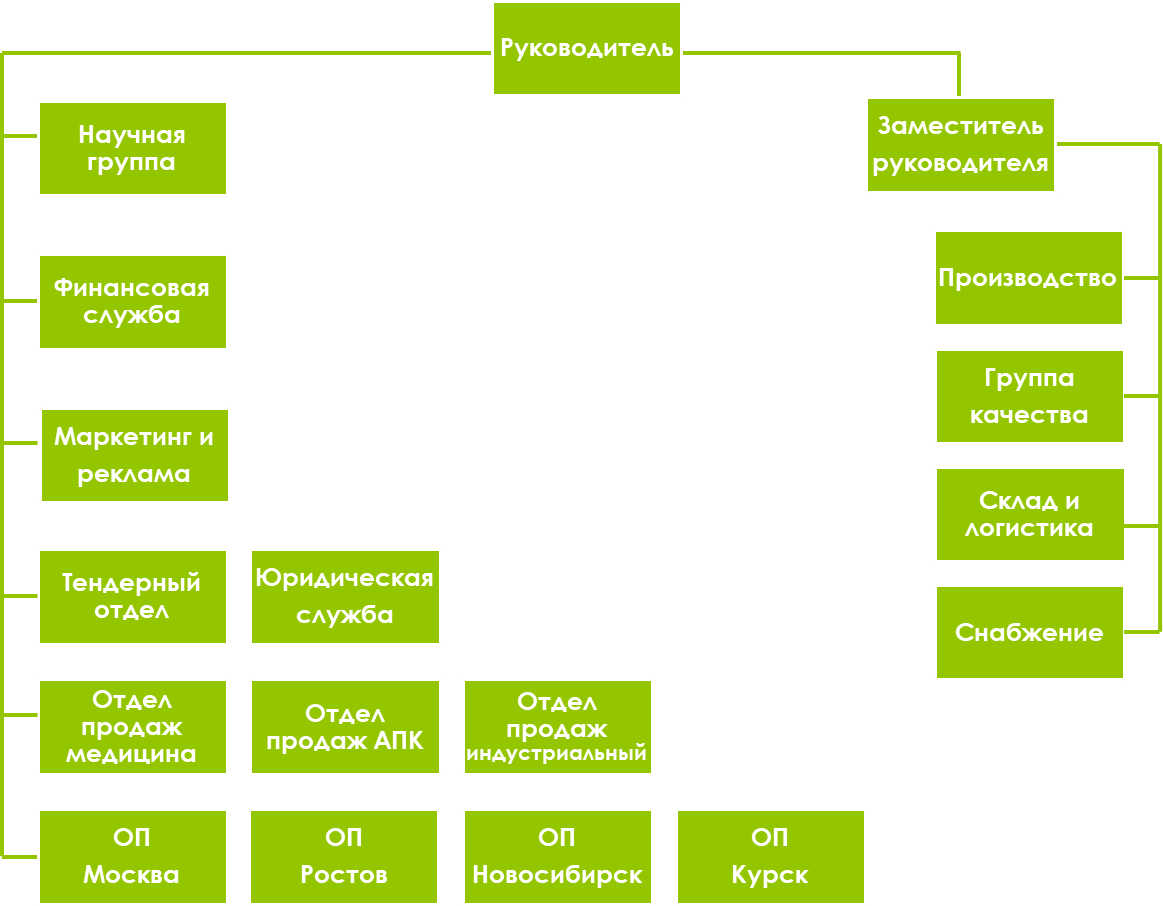 Руководитель
Заместитель
руководителя
Научная
группа
Производство
Финансовая
служба
Группа
качества
Маркетинг и
реклама
Склад и
логистика
Тендерный
отдел
Юридическая
служба
Снабжение
Отдел
продаж
медицина
Отдел
продаж АПК
Отдел
продаж
индустриальный
ОП
Москва
ОП
Ростов
ОП
Новосибирск
ОП
Курск